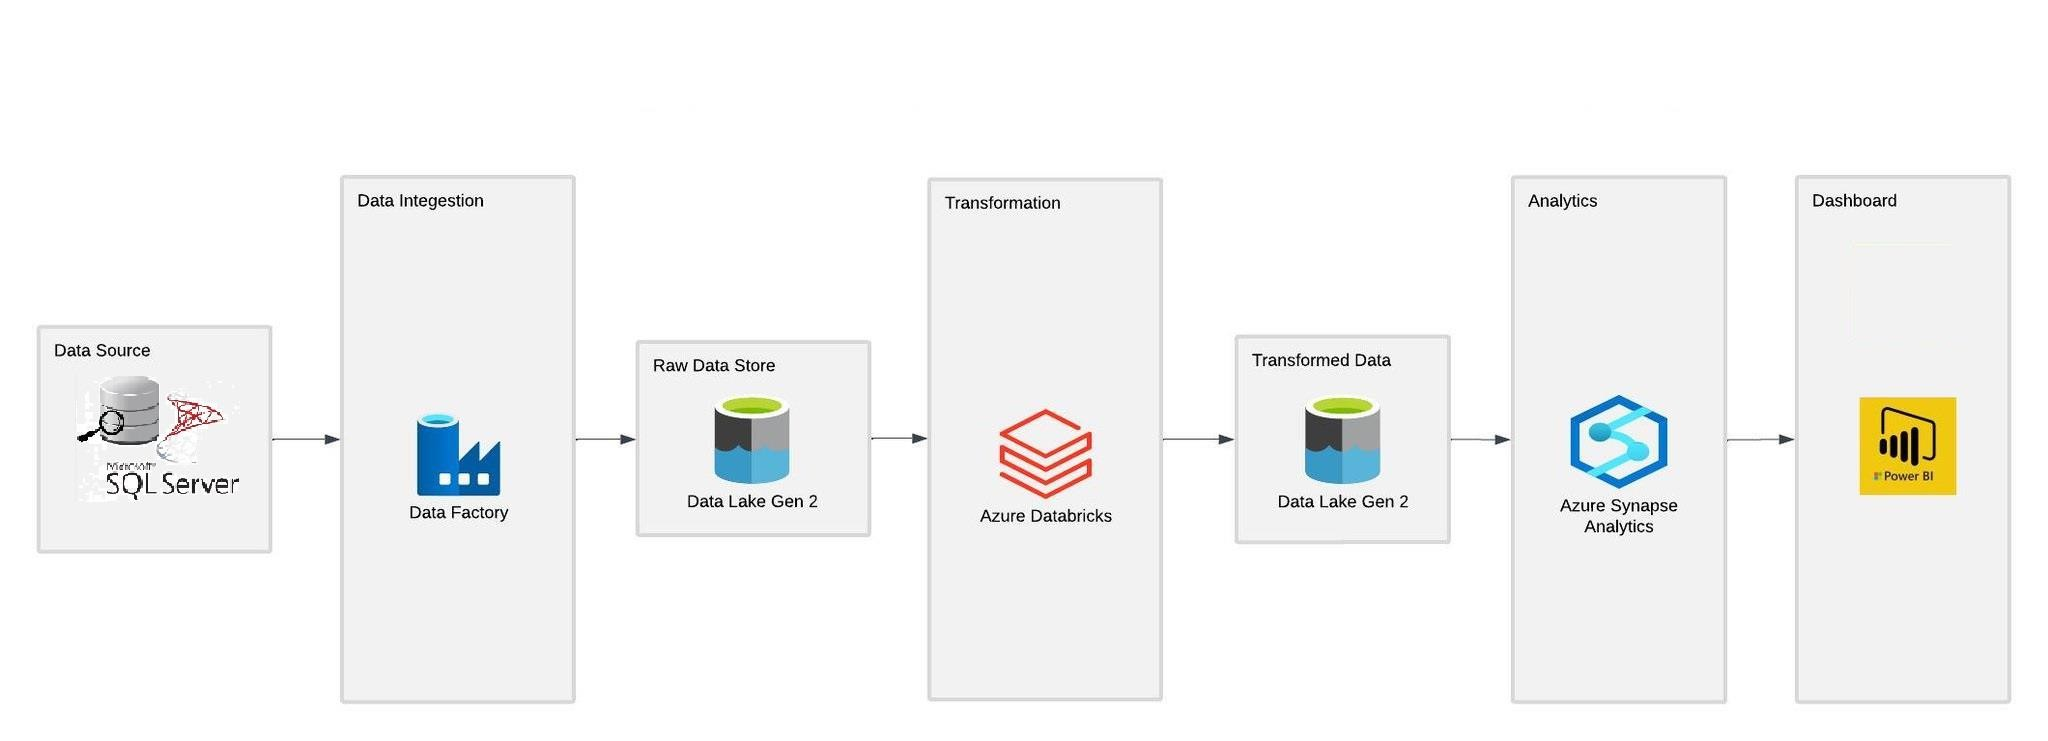 Data Source
Microsoft
SQL Server
Data Integestion
Data Factory
Raw Data Store
Data Lake Gen 2
Transformation
Azure Databricks
Transformed Data
Data Lake Gen 2
Analytics
Azure Synapse
Analytics
Dashboard
Power BI